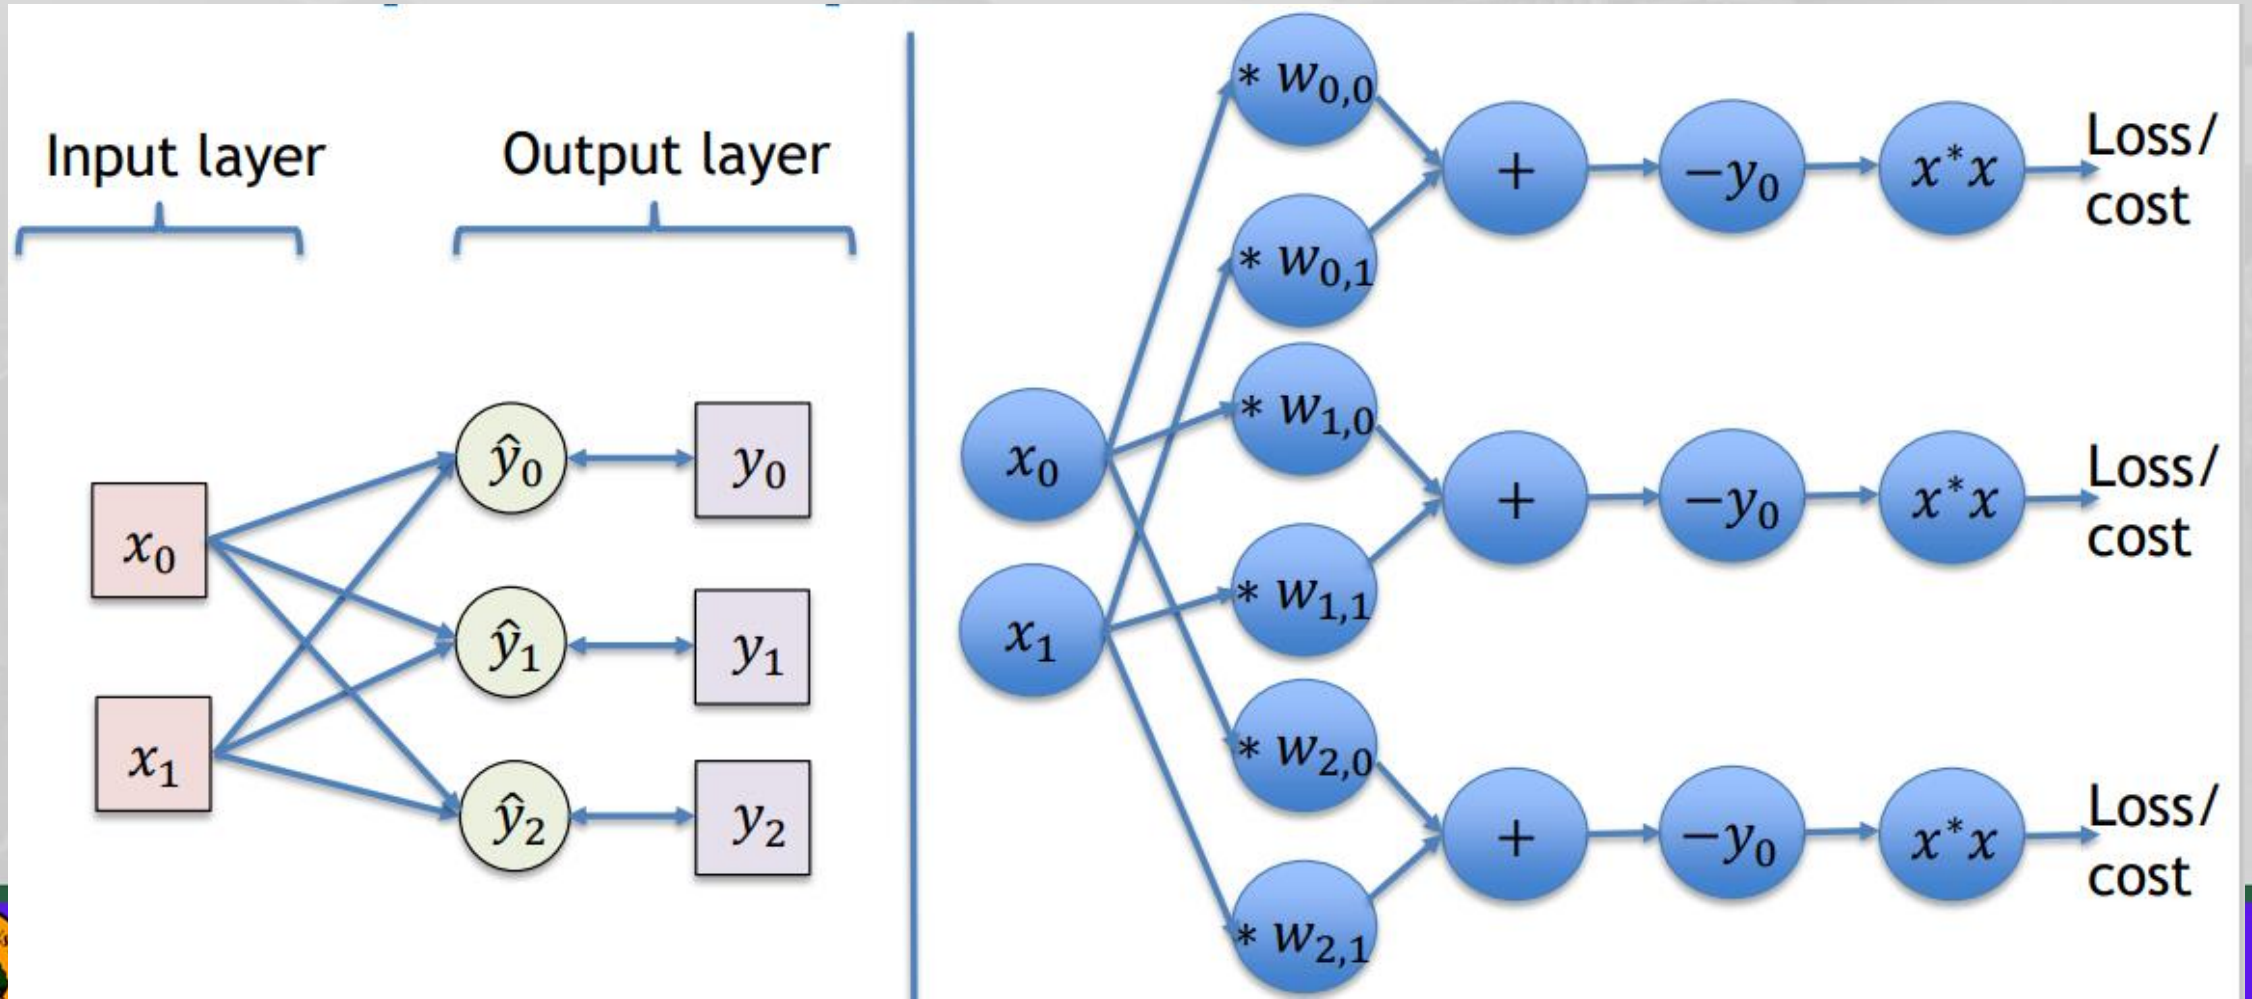 Input layer
Output layer
x₀
x₁
ŷ₀
y₀
ŷ₁
y₁
ŷ₂
y₂
x₀
x₁
* w₀,₀
* w₀,₁
+
−y₀
x*x
Loss/
cost
* w₁,₀
* w₁,₁
+
−y₀
x*x
Loss/
cost
* w₂,₀
* w₂,₁
+
−y₀
x*x
Loss/
cost